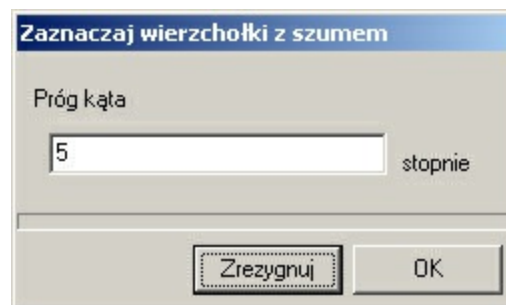 Zaznaczaj wierzchołki z szumem
Próg kąta
5
stopnie
Zrezygnuj
OK